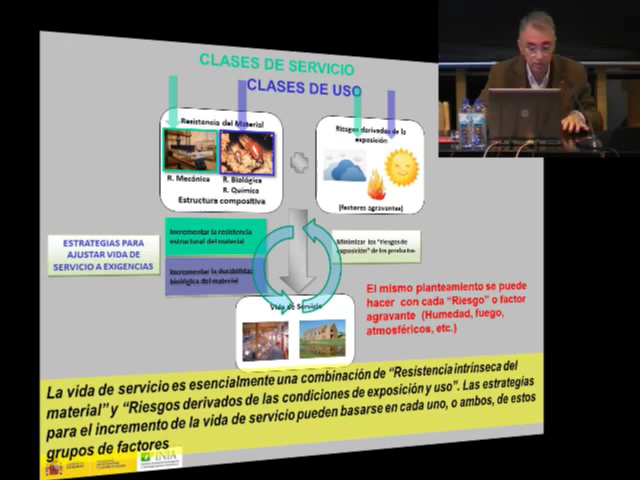 CLASES DE SERVICIO
CLASES DE USO
Resistencia del Material
R. Mecánica
R. Biológica
R. Química
Estructura compositiva
Riesgos derivados de la
exposición
(factores agravantes)
ESTRATEGIAS PARA
AJUSTAR VIDA DE
SERVICIO A EXIGENCIAS
Incrementar la resistencia
estructural del material
Incrementar la durabilidad
biológica del material
Minimizar los "riesgos de
exposición" de los productos
Vida de Servicio
El mismo planteamiento se puede
hacer con cada "Riesgo" o factor
agravante (Humedad, fuego,
atmosféricos, etc.)
La vida de servicio es esencialmente una combinación de "Resistencia intrínseca del
material" y "Riesgos derivados de las condiciones de exposición y uso". Las estrategias
para el incremento de la vida de servicio pueden basarse en cada uno, o ambos, de estos
grupos de factores
INIA